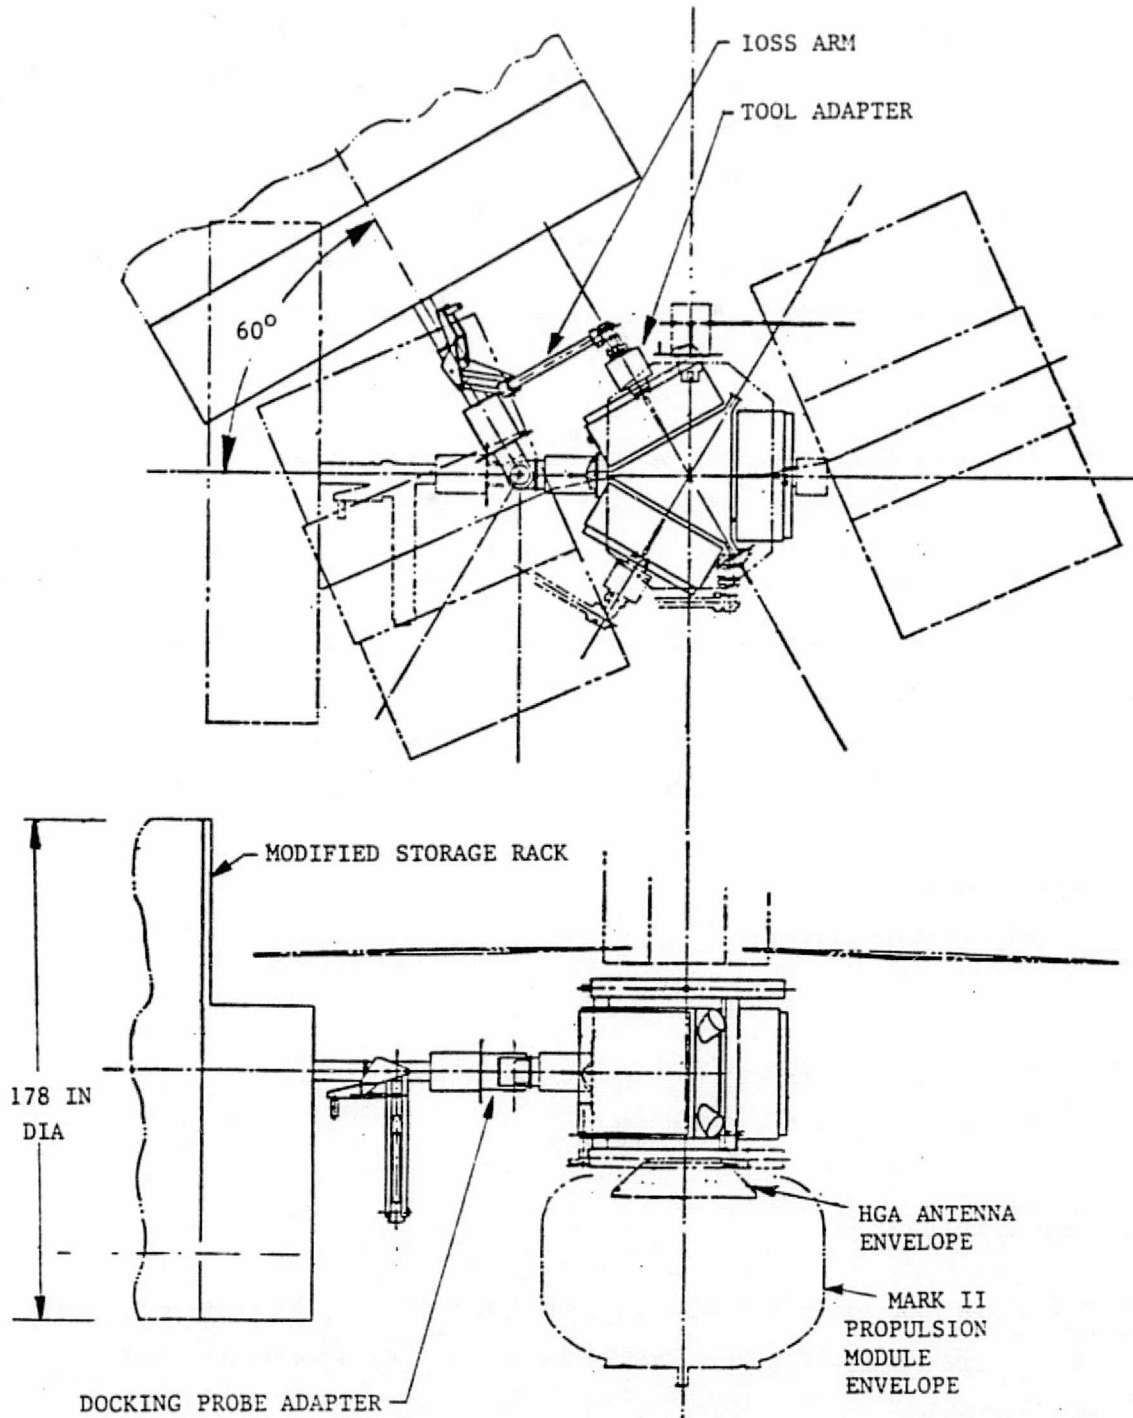 IOSS ARM
TOOL ADAPTER
60°
MODIFIED STORAGE RACK
178 IN
DIA
HGA ANTENNA
ENVELOPE
MARK II
PROPULSION
MODULE
ENVELOPE
DOCKING PROBE ADAPTER